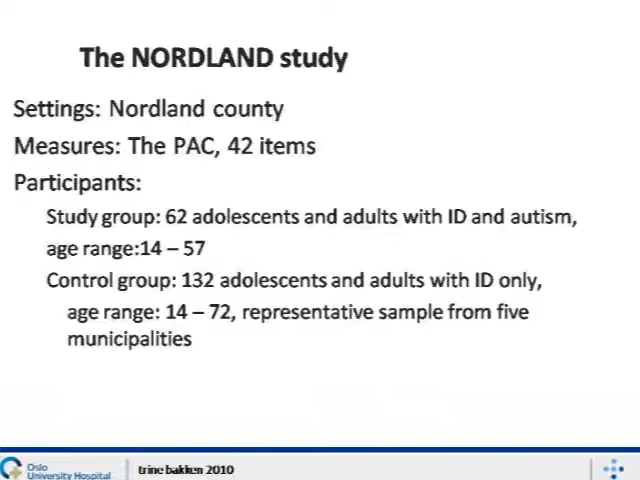 The NORDLAND study
Settings: Nordland county
Measures: The PAC, 42 items
Participants:
Study group: 62 adolescents and adults with ID and autism,
age range:14 – 57
Control group: 132 adolescents and adults with ID only,
age range: 14 – 72, representative sample from five
municipalities
Oslo
University Hospital
trine bakken 2010